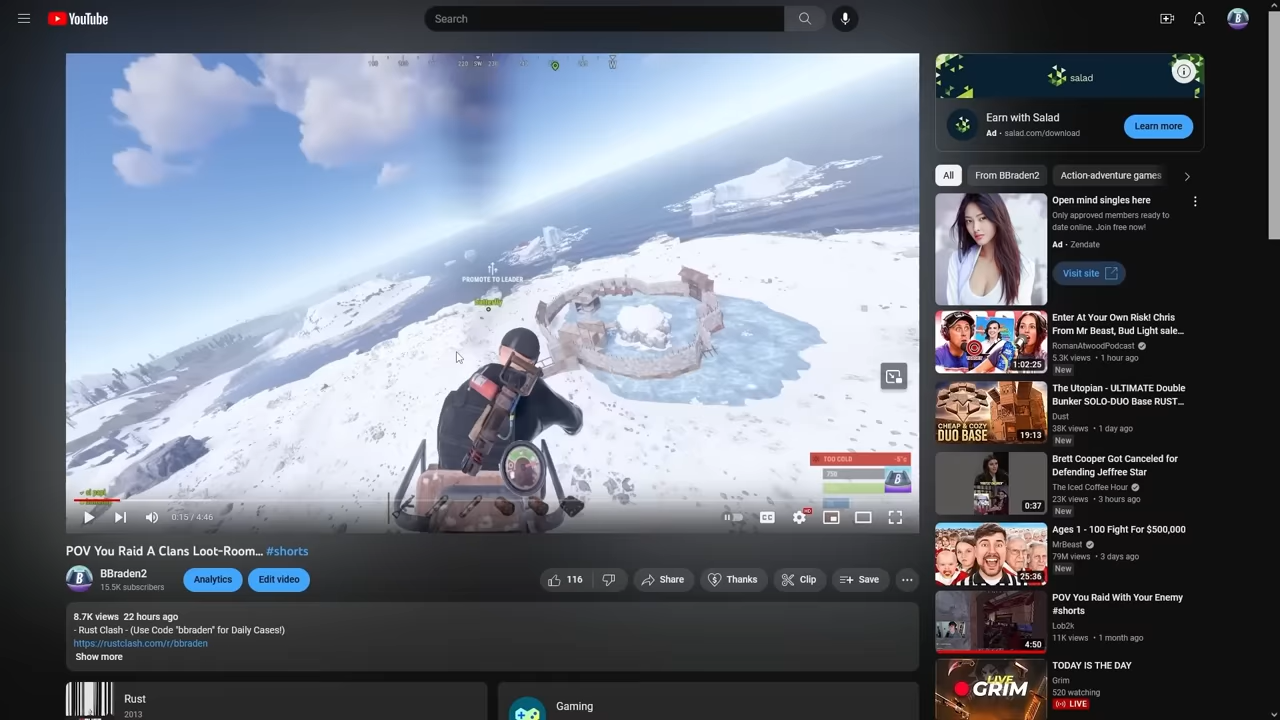 YouTube
Search
220 SW 230
W
PROMOTE TO LEADER
butterfly
TOO COLD -5°c
0:15 / 4:46
CC
HD
POV You Raid A Clans Loot-Room... #shorts
BBraden2
15.5K subscribers
Analytics
Edit video
116
Share
Thanks
Clip
Save
8.7K views 22 hours ago
- Rust Clash - (Use Code "bbraden" for Daily Cases!)
https://rustclash.com/r/bbraden
Show more
Rust
2013
Gaming
salad
Earn with Salad
Ad · salad.com/download
Learn more
All
From BBraden2
Action-adventure games
Open mind singles here
Only approved members ready to
date online. Join free now!
Ad · Zendate
Visit site
1:02:25
Enter At Your Own Risk! Chris
From Mr Beast, Bud Light sale...
RomanAtwoodPodcast
5.3K views · 1 hour ago
New
CHEAP & COZY
DUO BASE
19:13
The Utopian - ULTIMATE Double
Bunker SOLO-DUO Base RUST...
Dust
38K views · 1 day ago
New
0:37
Brett Cooper Got Canceled for
Defending Jeffree Star
The Iced Coffee Hour
23K views · 3 hours ago
New
25:36
Ages 1 - 100 Fight For $500,000
MrBeast
79M views · 3 days ago
New
4:50
POV You Raid With Your Enemy
#shorts
Lob2k
11K views · 1 month ago
LIVE
GRIM
TODAY IS THE DAY
Grim
520 watching
LIVE